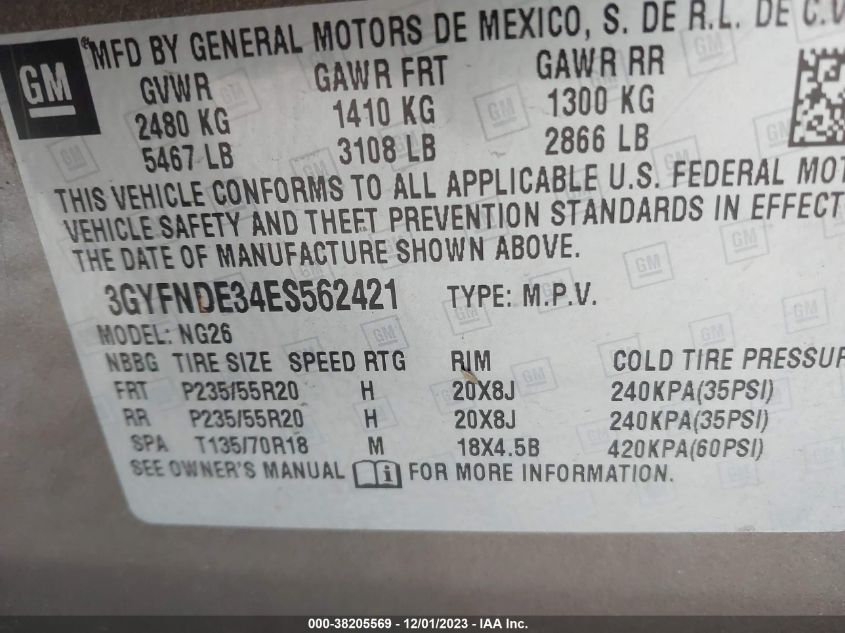 GM
®MFD BY GENERAL MOTORS DE MEXICO, S. DE R.L. DE C.V
GVWR GAWR FRT GAWR RR
2480 KG 1410 KG 1300 KG
5467 LB 3108 LB 2866 LB
THIS VEHICLE CONFORMS TO ALL APPLICABLE U.S. FEDERAL MOT
VEHICLE SAFETY AND THEFT PREVENTION STANDARDS IN EFFECT
THE DATE OF MANUFACTURE SHOWN ABOVE.
3GYFNDE34ES562421 TYPE: M.P.V.
MODEL: NG26
NBBG TIRE SIZE SPEED RTG RIM COLD TIRE PRESSUR
FRT P235/55R20 H 20X8J 240KPA(35PSI)
RR P235/55R20 H 20X8J 240KPA(35PSI)
SPA T135/70R18 M 18X4.5B 420KPA(60PSI)
SEE OWNER'S MANUAL i FOR MORE INFORMATION.
000-38205569 - 12/01/2023 - IAA Inc.